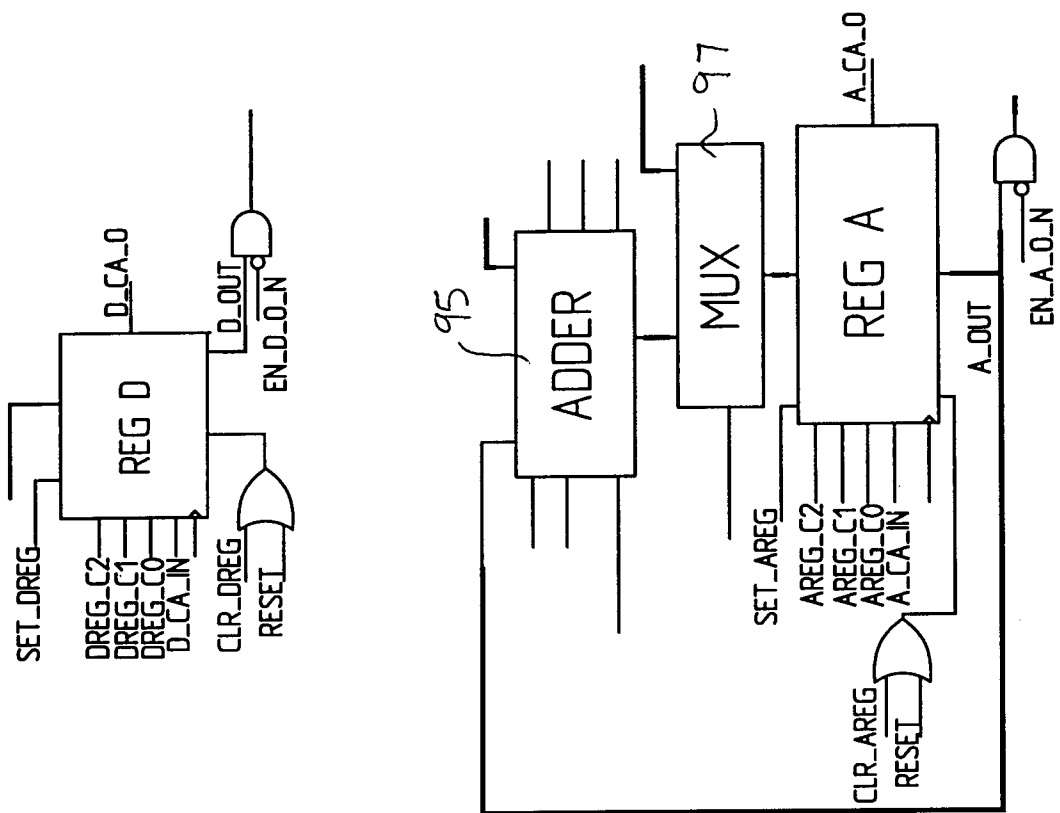 SET_DREG
DREG_C2
DREG_C1
DREG_C0
D_CA_IN
CLR_DREG
RESET
REG D
D_CA_O
D_OUT
EN_D_O_N
95
ADDER
97
MUX
SET_AREG
AREG_C2
AREG_C1
AREG_C0
A_CA_IN
CLR_AREG
RESET
REG A
A_CA_O
A_OUT
EN_A_O_N